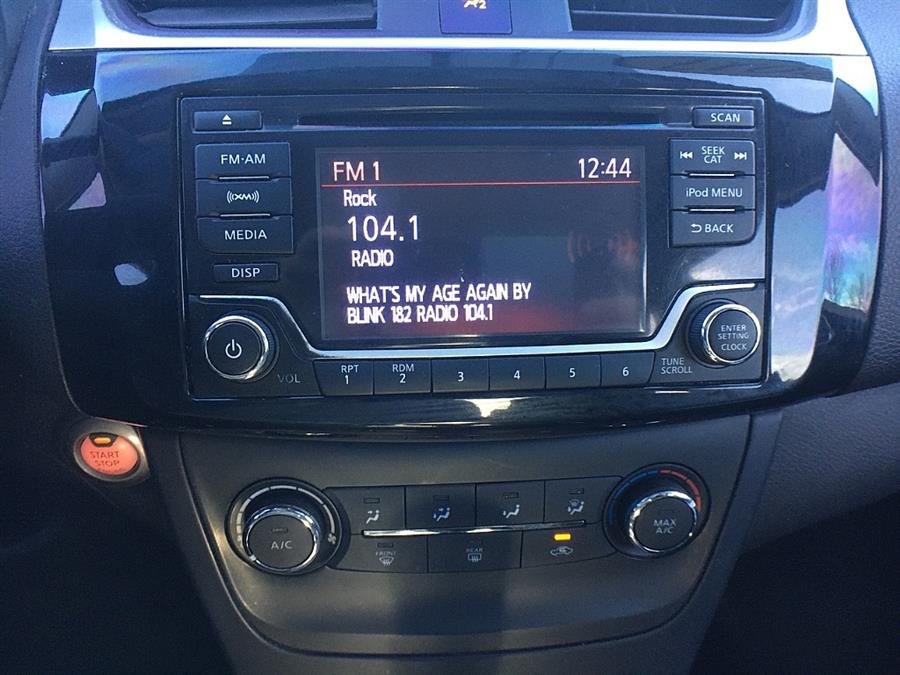 2
SCAN
FM·AM
SEEK
CAT
XM
iPod MENU
MEDIA
BACK
DISP
FM 1
12:44
Rock
104.1
RADIO
WHAT'S MY AGE AGAIN BY
BLINK 182 RADIO 104.1
ENTER
SETTING
CLOCK
VOL
RPT
1
RDM
2
3
4
5
6
TUNE
SCROLL
START
STOP
A/C
FRONT
REAR
MAX
A/C